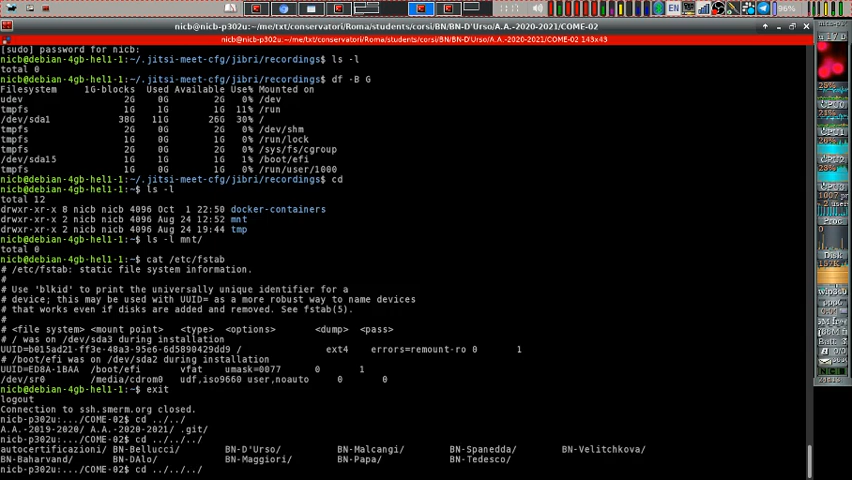 EN
96%
nicb-p302u: ~/me/txt/conservatori/Roma/students/corsi/BN/BN-D'Urso/A.A.-2020-2021/COME-02
nicb-p302u:~/me/txt/conservatori/Roma/students/corsi/BN/BN-D'Urso/A.A.-2020-2021/COME-02 143x43
[sudo] password for nicb:
nicb@debian-4gb-hel1-1:~/.jitsi-meet-cfg/jibri/recordings$ ls -l
total 0
nicb@debian-4gb-hel1-1:~/.jitsi-meet-cfg/jibri/recordings$ df -B G
Filesystem     1G-blocks  Used Available Use% Mounted on
udev                  2G    0G        2G   0% /dev
tmpfs                 1G    1G        1G  11% /run
/dev/sda1            38G   11G       26G  30% /
tmpfs                 2G    0G        2G   0% /dev/shm
tmpfs                 1G    0G        1G   0% /run/lock
tmpfs                 2G    0G        2G   0% /sys/fs/cgroup
/dev/sda15            1G    1G        1G   1% /boot/efi
tmpfs                 1G    0G        1G   0% /run/user/1000
nicb@debian-4gb-hel1-1:~/.jitsi-meet-cfg/jibri/recordings$ cd
nicb@debian-4gb-hel1-1:~$ ls -l
total 12
drwxr-xr-x 8 nicb nicb 4096 Oct  1 22:50 docker-containers
drwxr-xr-x 2 nicb nicb 4096 Aug 24 12:52 mnt
drwxr-xr-x 2 nicb nicb 4096 Aug 24 19:44 tmp
nicb@debian-4gb-hel1-1:~$ ls -l mnt/
total 0
nicb@debian-4gb-hel1-1:~$ cat /etc/fstab
# /etc/fstab: static file system information.
#
# Use 'blkid' to print the universally unique identifier for a
# device; this may be used with UUID= as a more robust way to name devices
# that works even if disks are added and removed. See fstab(5).
#
# <file system> <mount point>   <type>  <options>       <dump>  <pass>
# / was on /dev/sda3 during installation
UUID=b015ad21-ff3e-48a3-95e6-6d5890429dd9 /               ext4    errors=remount-ro 0       1
# /boot/efi was on /dev/sda2 during installation
UUID=ED8A-1BAA  /boot/efi       vfat    umask=0077      0       1
/dev/sr0        /media/cdrom0   udf,iso9660 user,noauto     0       0
nicb@debian-4gb-hel1-1:~$ exit
logout
Connection to ssh.smerm.org closed.
nicb-p302u:.../COME-02$ cd ../../
A.A.-2019-2020/ A.A.-2020-2021/ .git/
nicb-p302u:.../COME-02$ cd ../../../
autocertificazioni/ BN-Bellucci/ BN-D'Urso/ BN-Malcangi/ BN-Spanedda/ BN-Velitchkova/
BN-Baharvand/ BN-DAlo/ BN-Maggiori/ BN-Papa/ BN-Tedesco/
nicb-p302u:.../COME-02$ cd ../../../
Proc
Disk